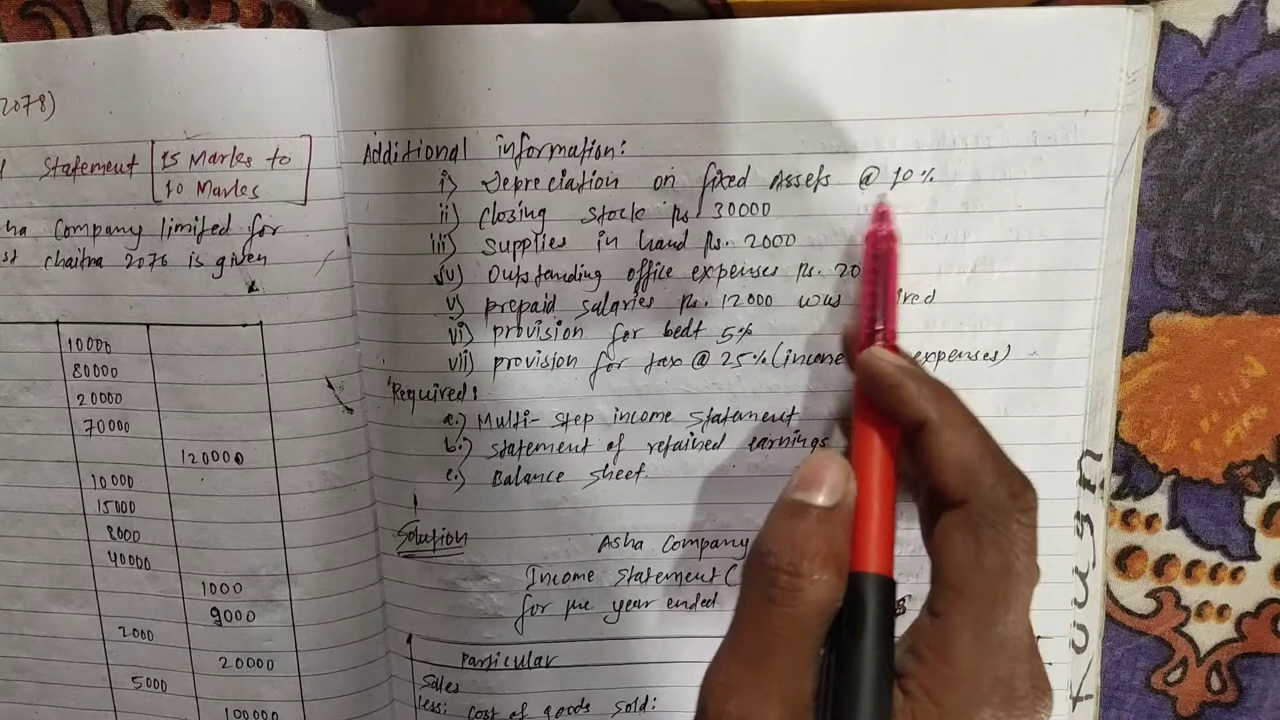 2078)
Statement [15 Marks to
10 Marks]
ha Company limited for
st chaitra 2076 is given
10000
80000
20000
70000
120000
10000
15000
8000
40000
1000
9000
2000
20000
5000
100000
Additional information:
i) Depreciation on fixed Assets @ 10%
ii) Closing stock Rs. 30000
iii) Supplies in hand Rs. 2000
iv) Outstanding office expenses Rs. 20
v) prepaid salaries Rs. 12000 was ired
vi) provision for bedt 5%
vii) provision for tax @ 25% (income expenses)
Required:
a.) Multi-step income statement
b.) Statement of retained earnings
c.) Balance sheet.
Solution
Asha Company
Income statement (
for the year ended
particular
Sales
less: Cost of goods sold: